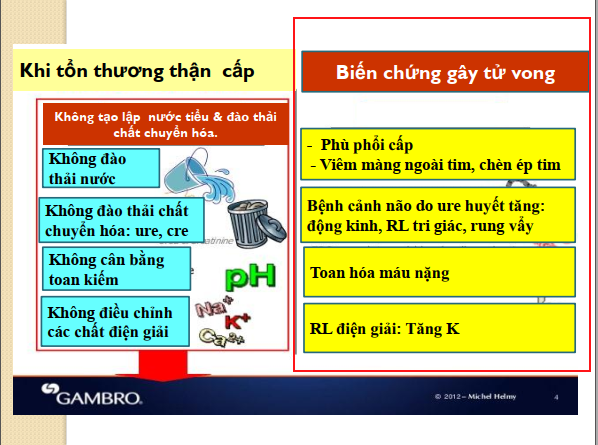 Khi tổn thương thận cấp
Không tạo lập nước tiểu & đào thải
chất chuyển hóa.
Không đào
thải nước
Không đào thải chất
chuyển hóa: ure, cre
atinine
Không cân bằng
toan kiếm
pH
Không điều chỉnh
các chất điện giải
Na+
K+
Ca2+
Biến chứng gây tử vong
- Phù phổi cấp
- Viêm màng ngoài tim, chèn ép tim
Bệnh cảnh não do ure huyết tăng:
động kinh, RL tri giác, rung vẩy
Toan hóa máu nặng
RL điện giải: Tăng K
GAMBRO.
© 2012 – Michel Helmy
4